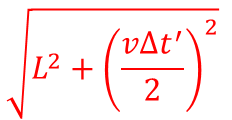 √(L² + (vΔt′/2)²)